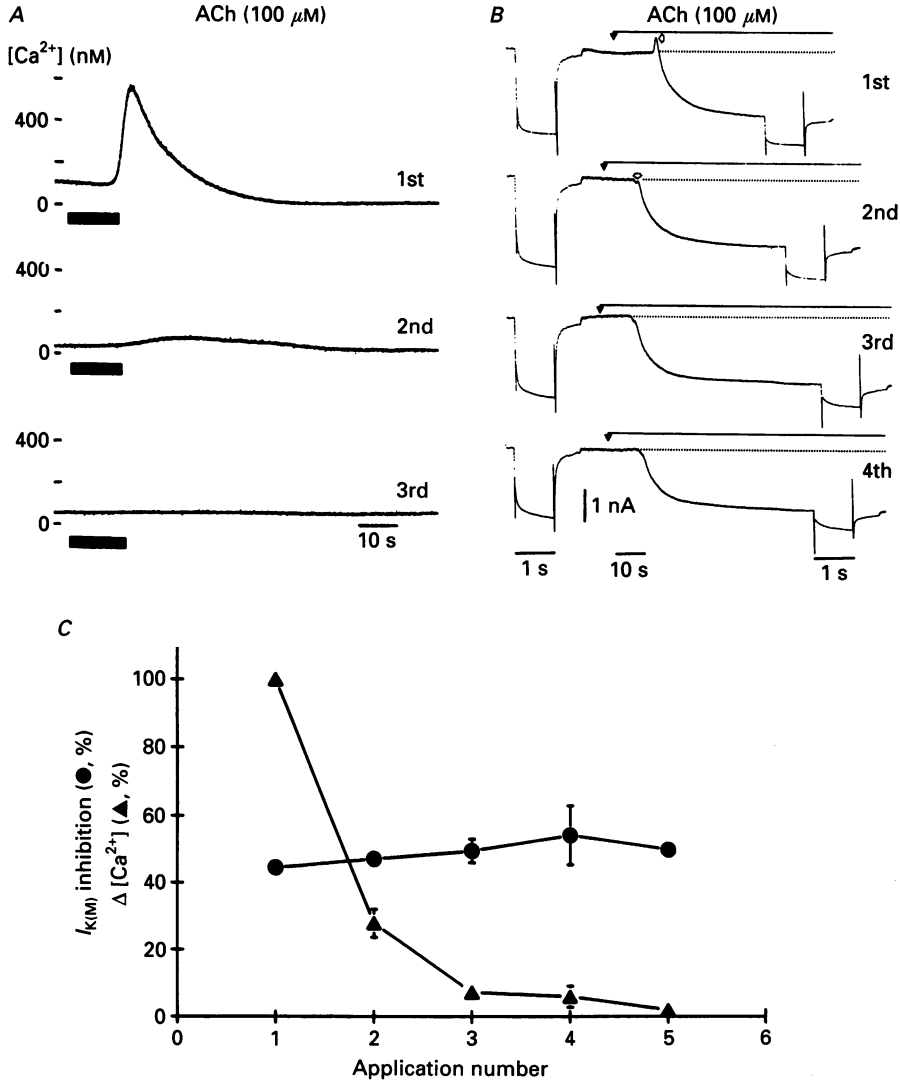 A
ACh (100 μM)
[Ca²⁺] (nM)
400
0
1st
400
0
2nd
400
0
3rd
10 s
B
ACh (100 μM)
1st
2nd
3rd
4th
1 nA
1 s
10 s
1 s
C
I_K(M) inhibition (●, %)
Δ [Ca²⁺] (▲, %)
100
80
60
40
20
0
0 1 2 3 4 5 6
Application number